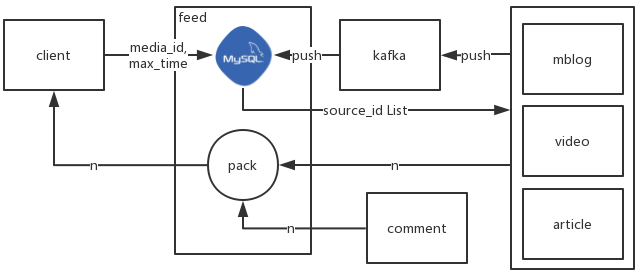 feed
client
media_id,
max_time
MySQL
push
kafka
push
mblog
source_id List
video
n
pack
n
article
n
comment